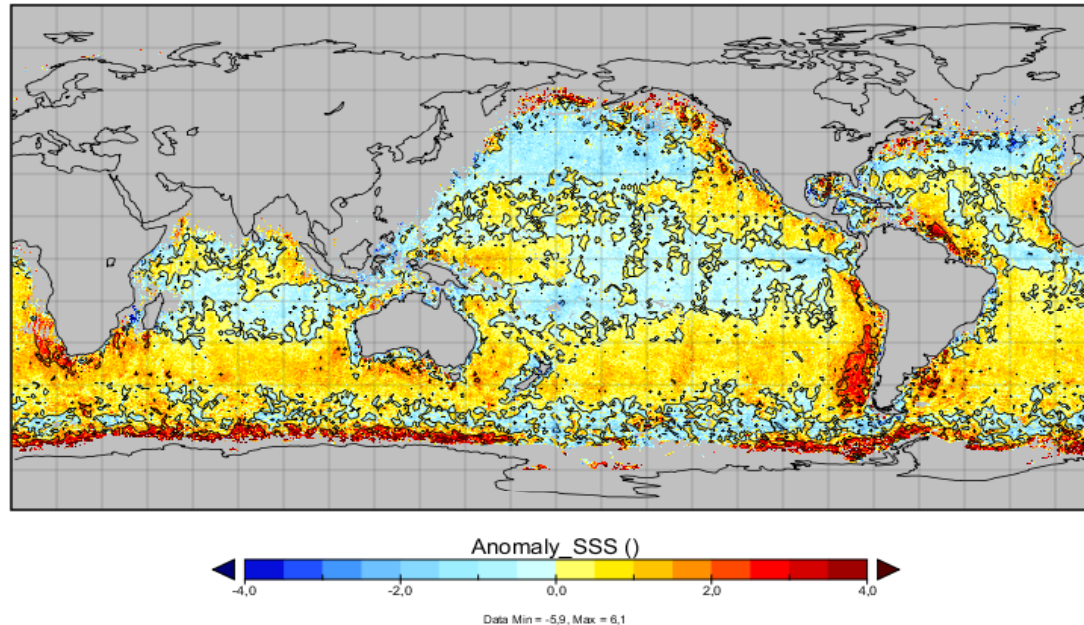 Anomaly_SSS ()
-4,0 -2,0 0,0 2,0 4,0
Data Min = -5,9, Max = 6,1